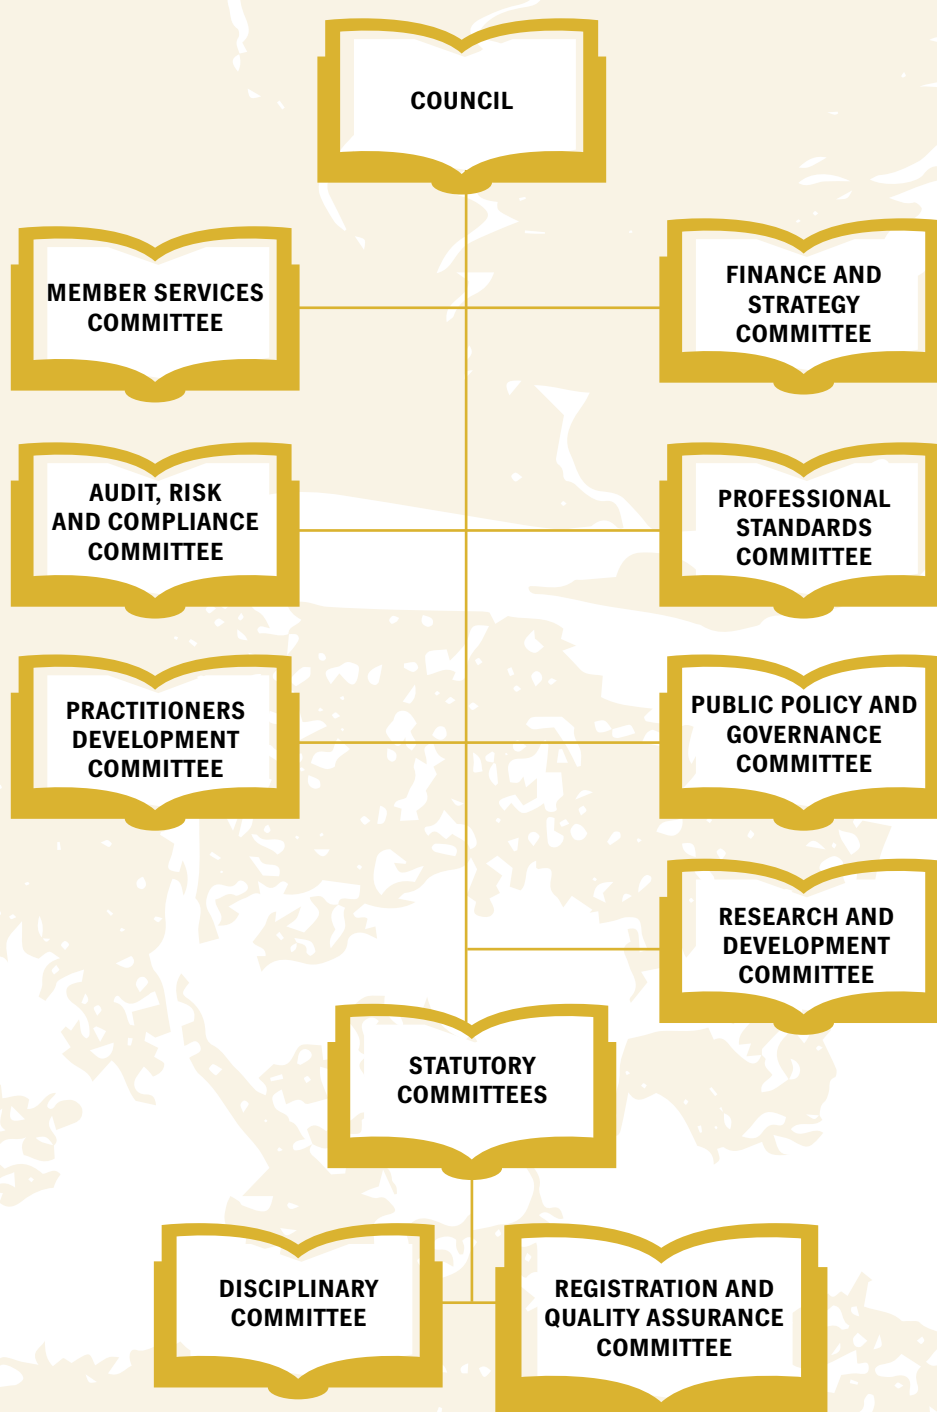 COUNCIL
MEMBER SERVICES
COMMITTEE
FINANCE AND
STRATEGY
COMMITTEE
AUDIT, RISK
AND COMPLIANCE
COMMITTEE
PROFESSIONAL
STANDARDS
COMMITTEE
PRACTITIONERS
DEVELOPMENT
COMMITTEE
PUBLIC POLICY AND
GOVERNANCE
COMMITTEE
RESEARCH AND
DEVELOPMENT
COMMITTEE
STATUTORY
COMMITTEES
DISCIPLINARY
COMMITTEE
REGISTRATION AND
QUALITY ASSURANCE
COMMITTEE